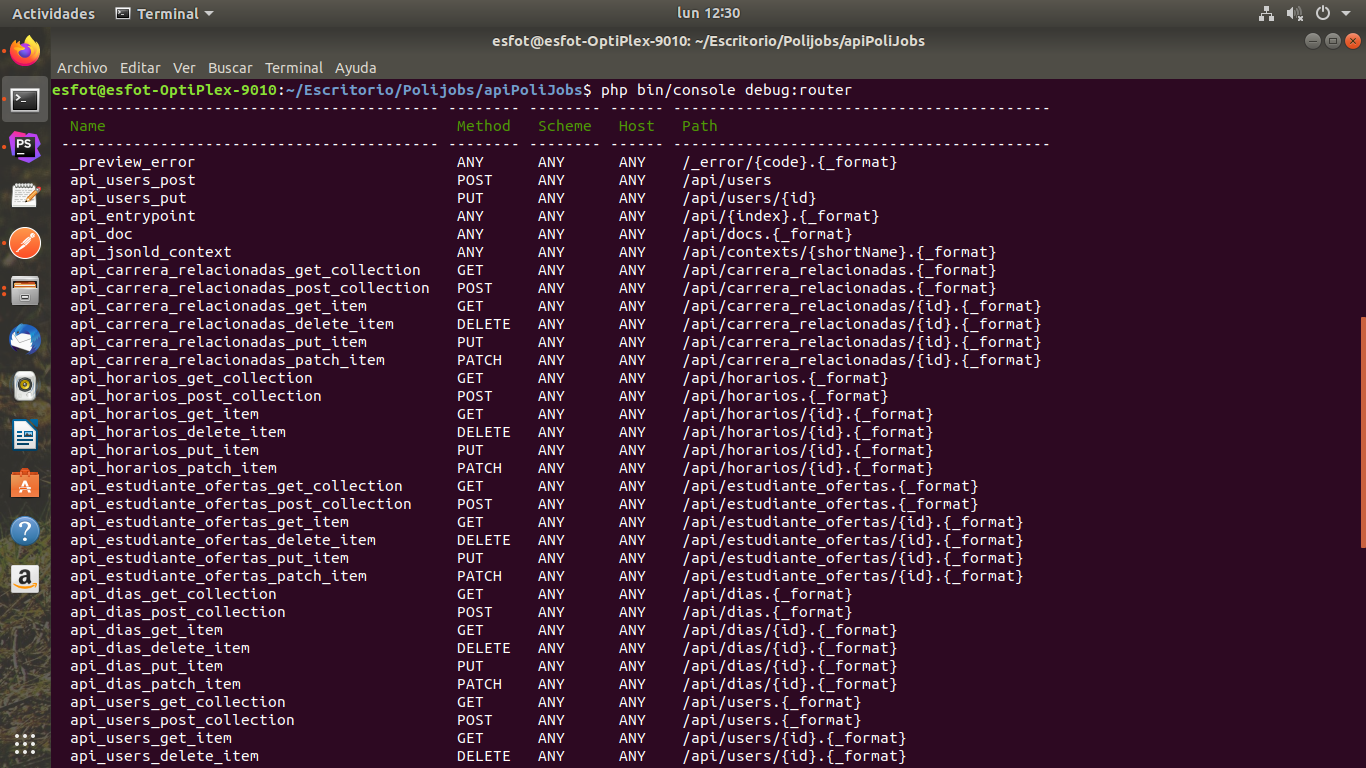 Actividades Terminal lun 12:30
esfot@esfot-OptiPlex-9010: ~/Escritorio/Polijobs/apiPoliJobs
Archivo Editar Ver Buscar Terminal Ayuda
esfot@esfot-OptiPlex-9010:~/Escritorio/Polijobs/apiPoliJobs$ php bin/console debug:router
------------------------------------------ -------- -------- ------ ------------------------------------------
Name Method Scheme Host Path
------------------------------------------ -------- -------- ------ ------------------------------------------
_preview_error ANY ANY ANY /_error/{code}.{_format}
api_users_post POST ANY ANY /api/users
api_users_put PUT ANY ANY /api/users/{id}
api_entrypoint ANY ANY ANY /api/{index}.{_format}
api_doc ANY ANY ANY /api/docs.{_format}
api_jsonld_context ANY ANY ANY /api/contexts/{shortName}.{_format}
api_carrera_relacionadas_get_collection GET ANY ANY /api/carrera_relacionadas.{_format}
api_carrera_relacionadas_post_collection POST ANY ANY /api/carrera_relacionadas.{_format}
api_carrera_relacionadas_get_item GET ANY ANY /api/carrera_relacionadas/{id}.{_format}
api_carrera_relacionadas_delete_item DELETE ANY ANY /api/carrera_relacionadas/{id}.{_format}
api_carrera_relacionadas_put_item PUT ANY ANY /api/carrera_relacionadas/{id}.{_format}
api_carrera_relacionadas_patch_item PATCH ANY ANY /api/carrera_relacionadas/{id}.{_format}
api_horarios_get_collection GET ANY ANY /api/horarios.{_format}
api_horarios_post_collection POST ANY ANY /api/horarios.{_format}
api_horarios_get_item GET ANY ANY /api/horarios/{id}.{_format}
api_horarios_delete_item DELETE ANY ANY /api/horarios/{id}.{_format}
api_horarios_put_item PUT ANY ANY /api/horarios/{id}.{_format}
api_horarios_patch_item PATCH ANY ANY /api/horarios/{id}.{_format}
api_estudiante_ofertas_get_collection GET ANY ANY /api/estudiante_ofertas.{_format}
api_estudiante_ofertas_post_collection POST ANY ANY /api/estudiante_ofertas.{_format}
api_estudiante_ofertas_get_item GET ANY ANY /api/estudiante_ofertas/{id}.{_format}
api_estudiante_ofertas_delete_item DELETE ANY ANY /api/estudiante_ofertas/{id}.{_format}
api_estudiante_ofertas_put_item PUT ANY ANY /api/estudiante_ofertas/{id}.{_format}
api_estudiante_ofertas_patch_item PATCH ANY ANY /api/estudiante_ofertas/{id}.{_format}
api_dias_get_collection GET ANY ANY /api/dias.{_format}
api_dias_post_collection POST ANY ANY /api/dias.{_format}
api_dias_get_item GET ANY ANY /api/dias/{id}.{_format}
api_dias_delete_item DELETE ANY ANY /api/dias/{id}.{_format}
api_dias_put_item PUT ANY ANY /api/dias/{id}.{_format}
api_dias_patch_item PATCH ANY ANY /api/dias/{id}.{_format}
api_users_get_collection GET ANY ANY /api/users.{_format}
api_users_post_collection POST ANY ANY /api/users.{_format}
api_users_get_item GET ANY ANY /api/users/{id}.{_format}
api_users_delete_item DELETE ANY ANY /api/users/{id}.{_format}
PS